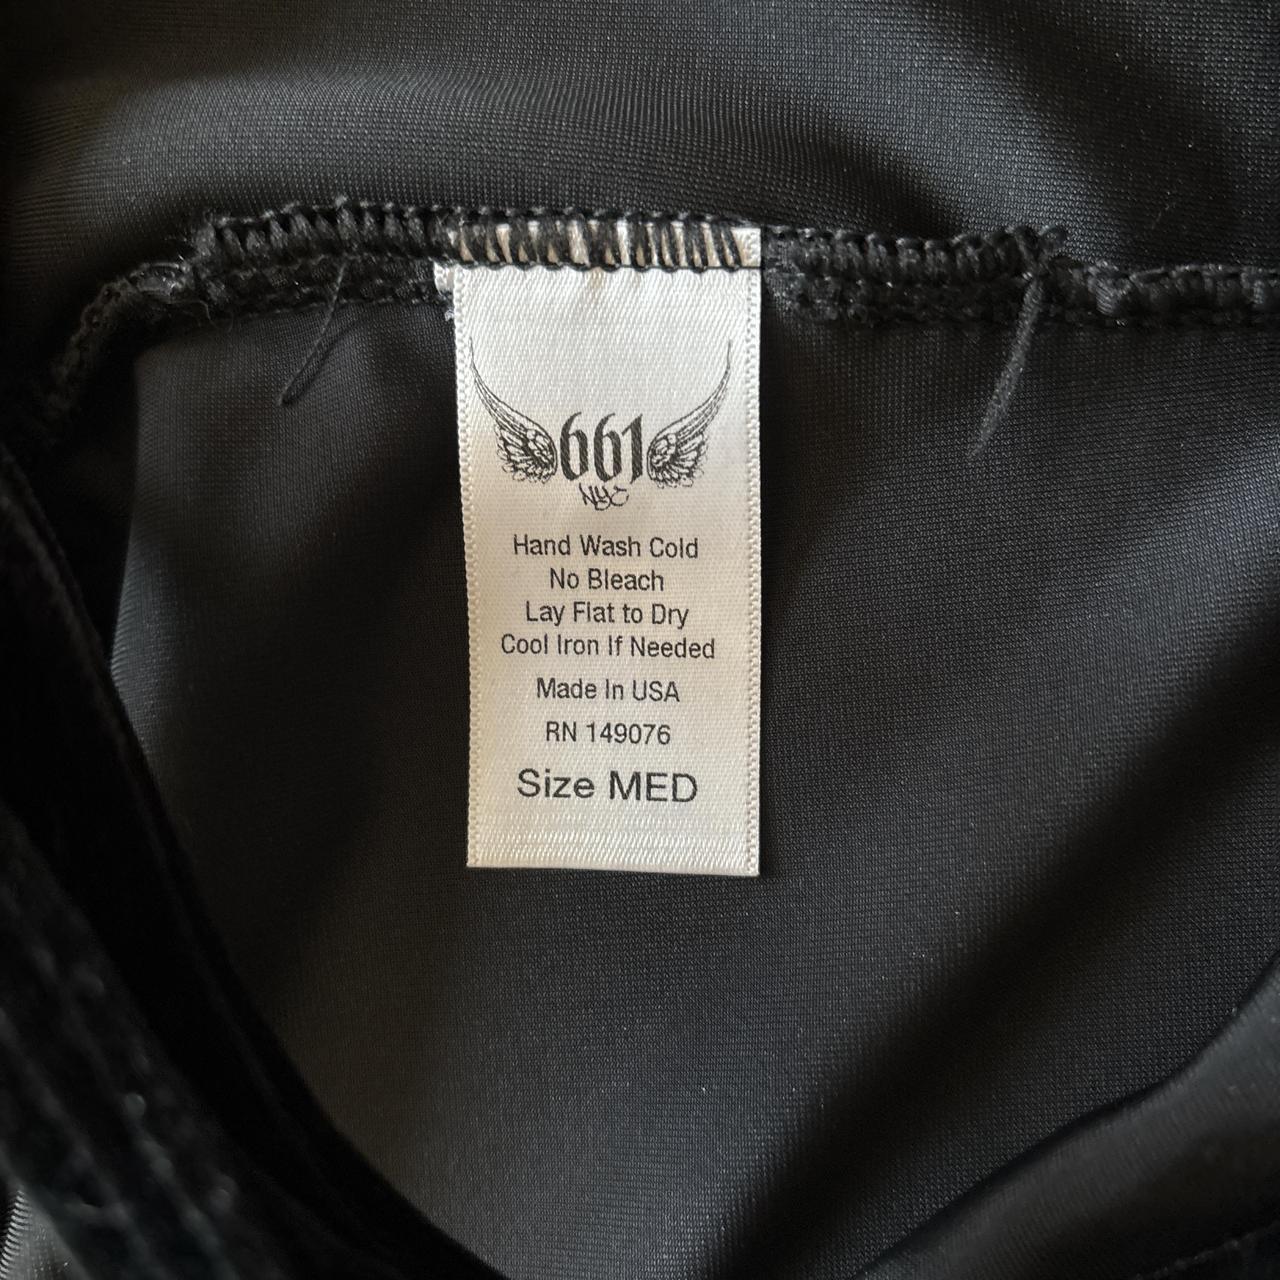 661
NYC
Hand Wash Cold
No Bleach
Lay Flat to Dry
Cool Iron If Needed
Made In USA
RN 149076
Size MED